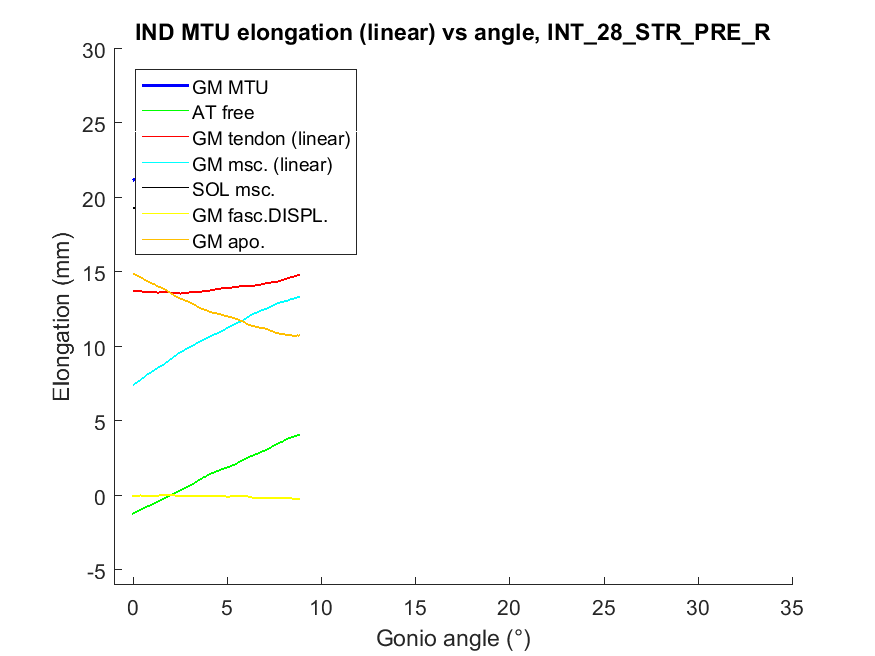 IND MTU elongation (linear) vs angle, INT_28_STR_PRE_R
30
25
20
15
10
5
0
-5
Elongation (mm)
GM MTU
AT free
GM tendon (linear)
GM msc. (linear)
SOL msc.
GM fasc.DISPL.
GM apo.
0 5 10 15 20 25 30 35
Gonio angle (°)